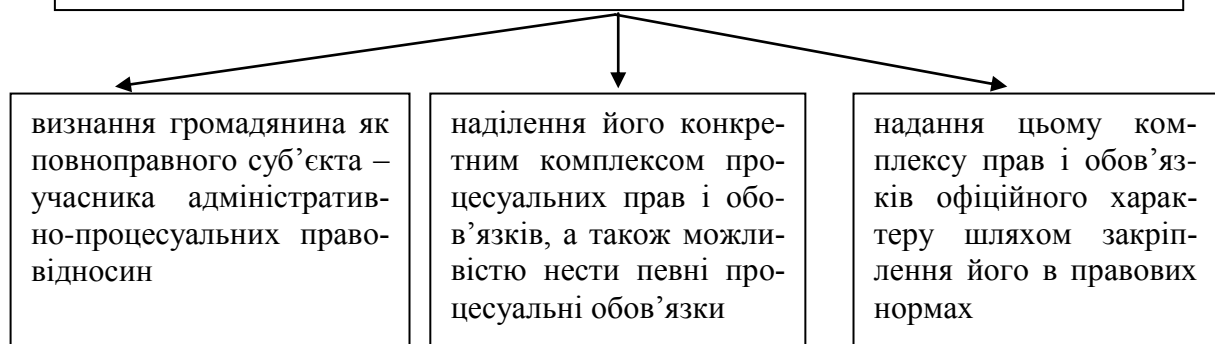 визнання громадянина як
повноправного суб’єкта –
учасника адміністратив-
но-процесуальних право-
відносин
наділення його конкре-
тним комплексом про-
цесуальних прав і обо-
в’язків, а також можли-
вістю нести певні про-
цесуальні обов’язки
надання цьому ком-
плексу прав і обов’яз-
ків офіційного харак-
теру шляхом закріп-
лення його в правових
нормах